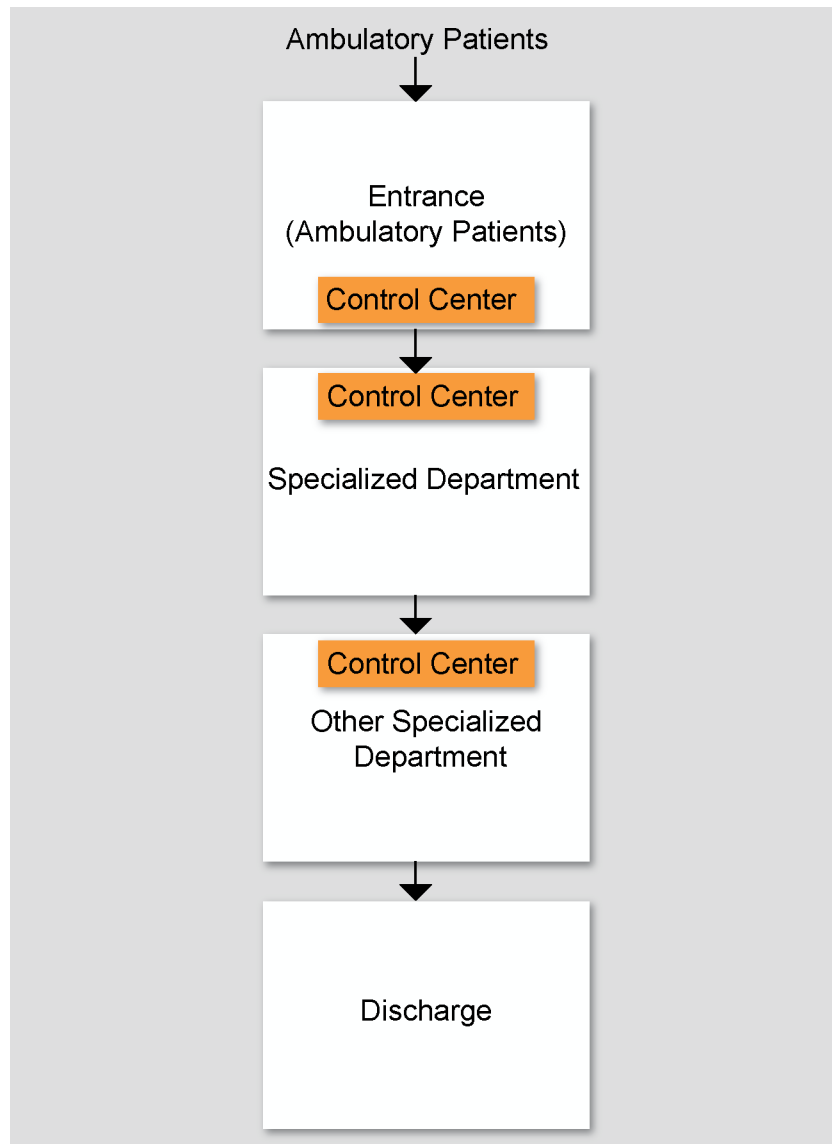 Ambulatory Patients
Entrance
(Ambulatory Patients)
Control Center
Control Center
Specialized Department
Control Center
Other Specialized
Department
Discharge